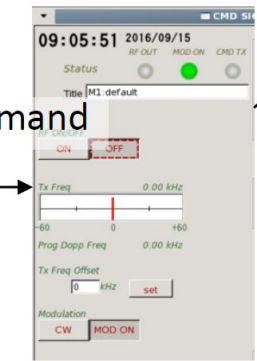 CMD SI
09:05:51 2016/09/15
RF OUT MOD ON CMD TX
Status
Title M1:default
mand
RF ON/OFF
ON OFF
Tx Freq 0.00 kHz
-60 0 +60
Prog Dopp Freq 0.00 kHz
Tx Freq Offset
0 kHz set
Modulation
CW MOD ON